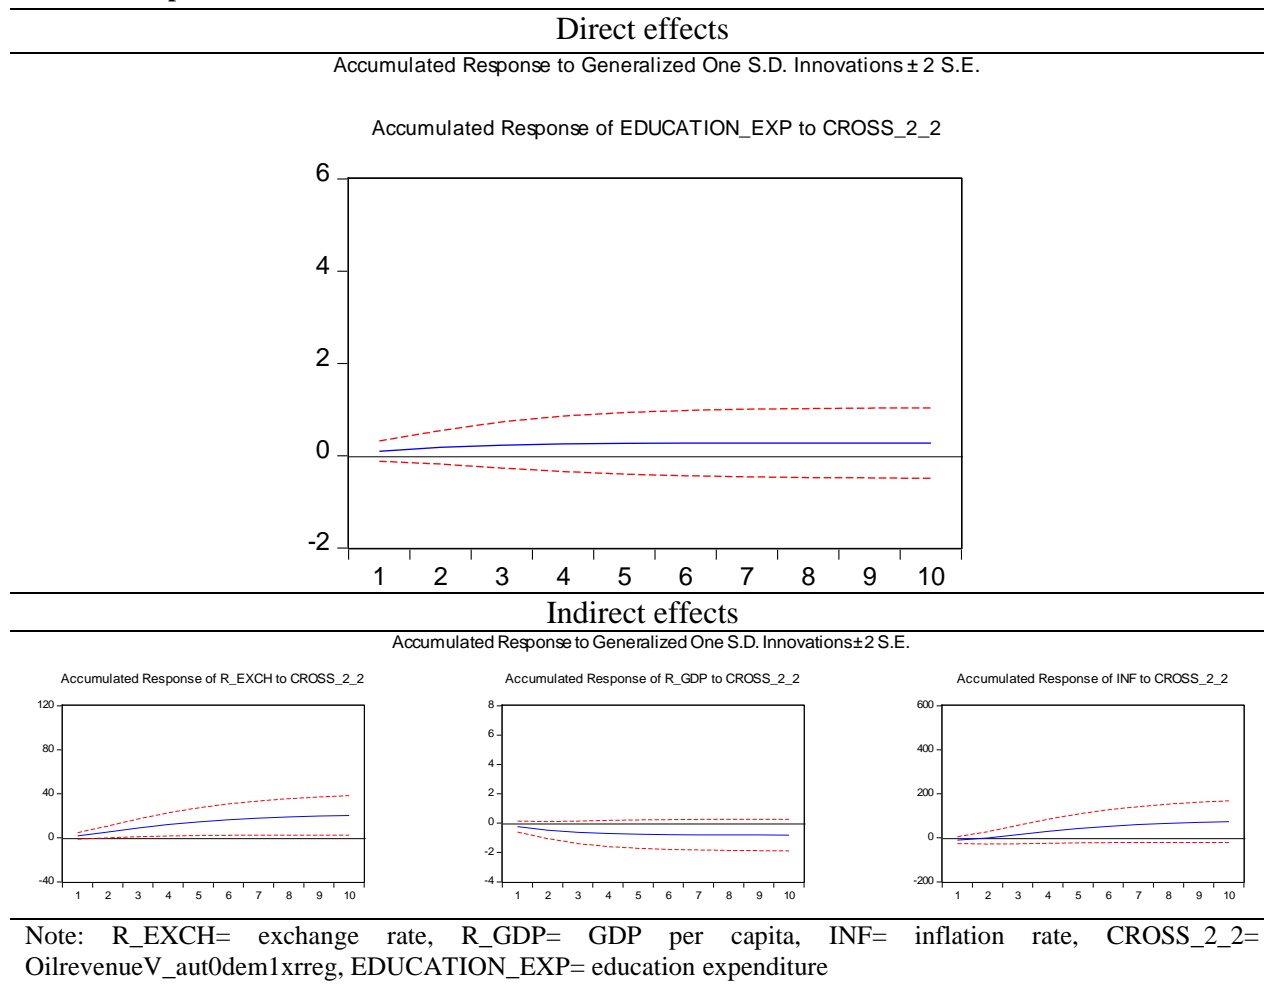 Direct effects
Accumulated Response to Generalized One S.D. Innovations ± 2 S.E.
Accumulated Response of EDUCATION_EXP to CROSS_2_2
6
4
2
0
-2
1 2 3 4 5 6 7 8 9 10
Indirect effects
Accumulated Response to Generalized One S.D. Innovations ± 2 S.E.
Accumulated Response of R_EXCH to CROSS_2_2
120
80
40
0
-40
1 2 3 4 5 6 7 8 9 10
Accumulated Response of R_GDP to CROSS_2_2
8
6
4
2
0
-2
-4
1 2 3 4 5 6 7 8 9 10
Accumulated Response of INF to CROSS_2_2
600
400
200
0
-200
1 2 3 4 5 6 7 8 9 10
Note: R_EXCH= exchange rate, R_GDP= GDP per capita, INF= inflation rate, CROSS_2_2=
OilrevenueV_aut0dem1xrreg, EDUCATION_EXP= education expenditure